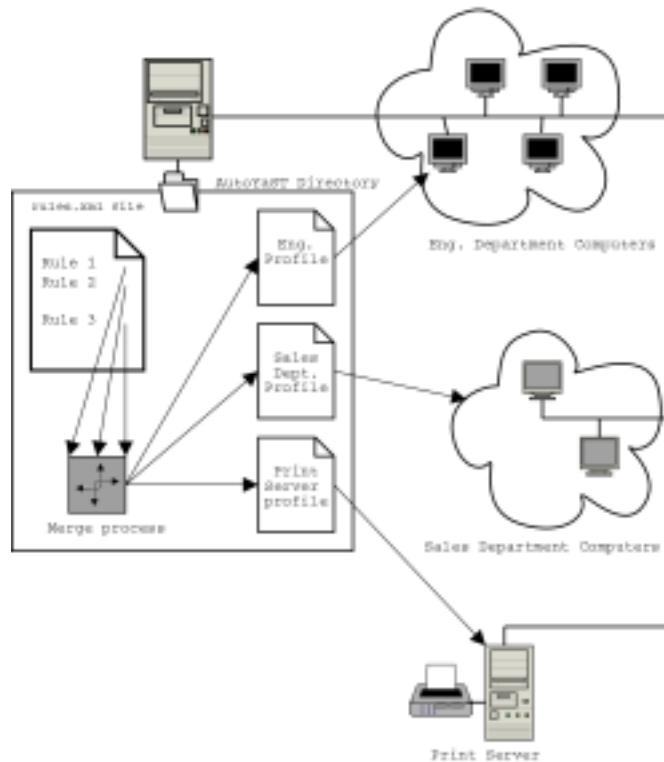 AutoYaST Directory
rules.xml file
Rule 1
Rule 2
Rule 3
Merge process
Eng.
Profile
Sales
Dept.
Profile
Print
Server
profile
Eng. Department Computers
Sales Department Computers
Print Server